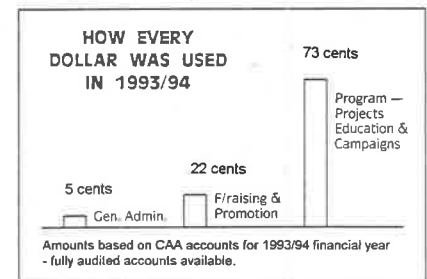 HOW EVERY
DOLLAR WAS USED
IN 1993/94
73 cents
Program —
Projects
Education &
Campaigns
22 cents
F/raising &
Promotion
5 cents
Gen. Admin.
Amounts based on CAA accounts for 1993/94 financial year
- fully audited accounts available.